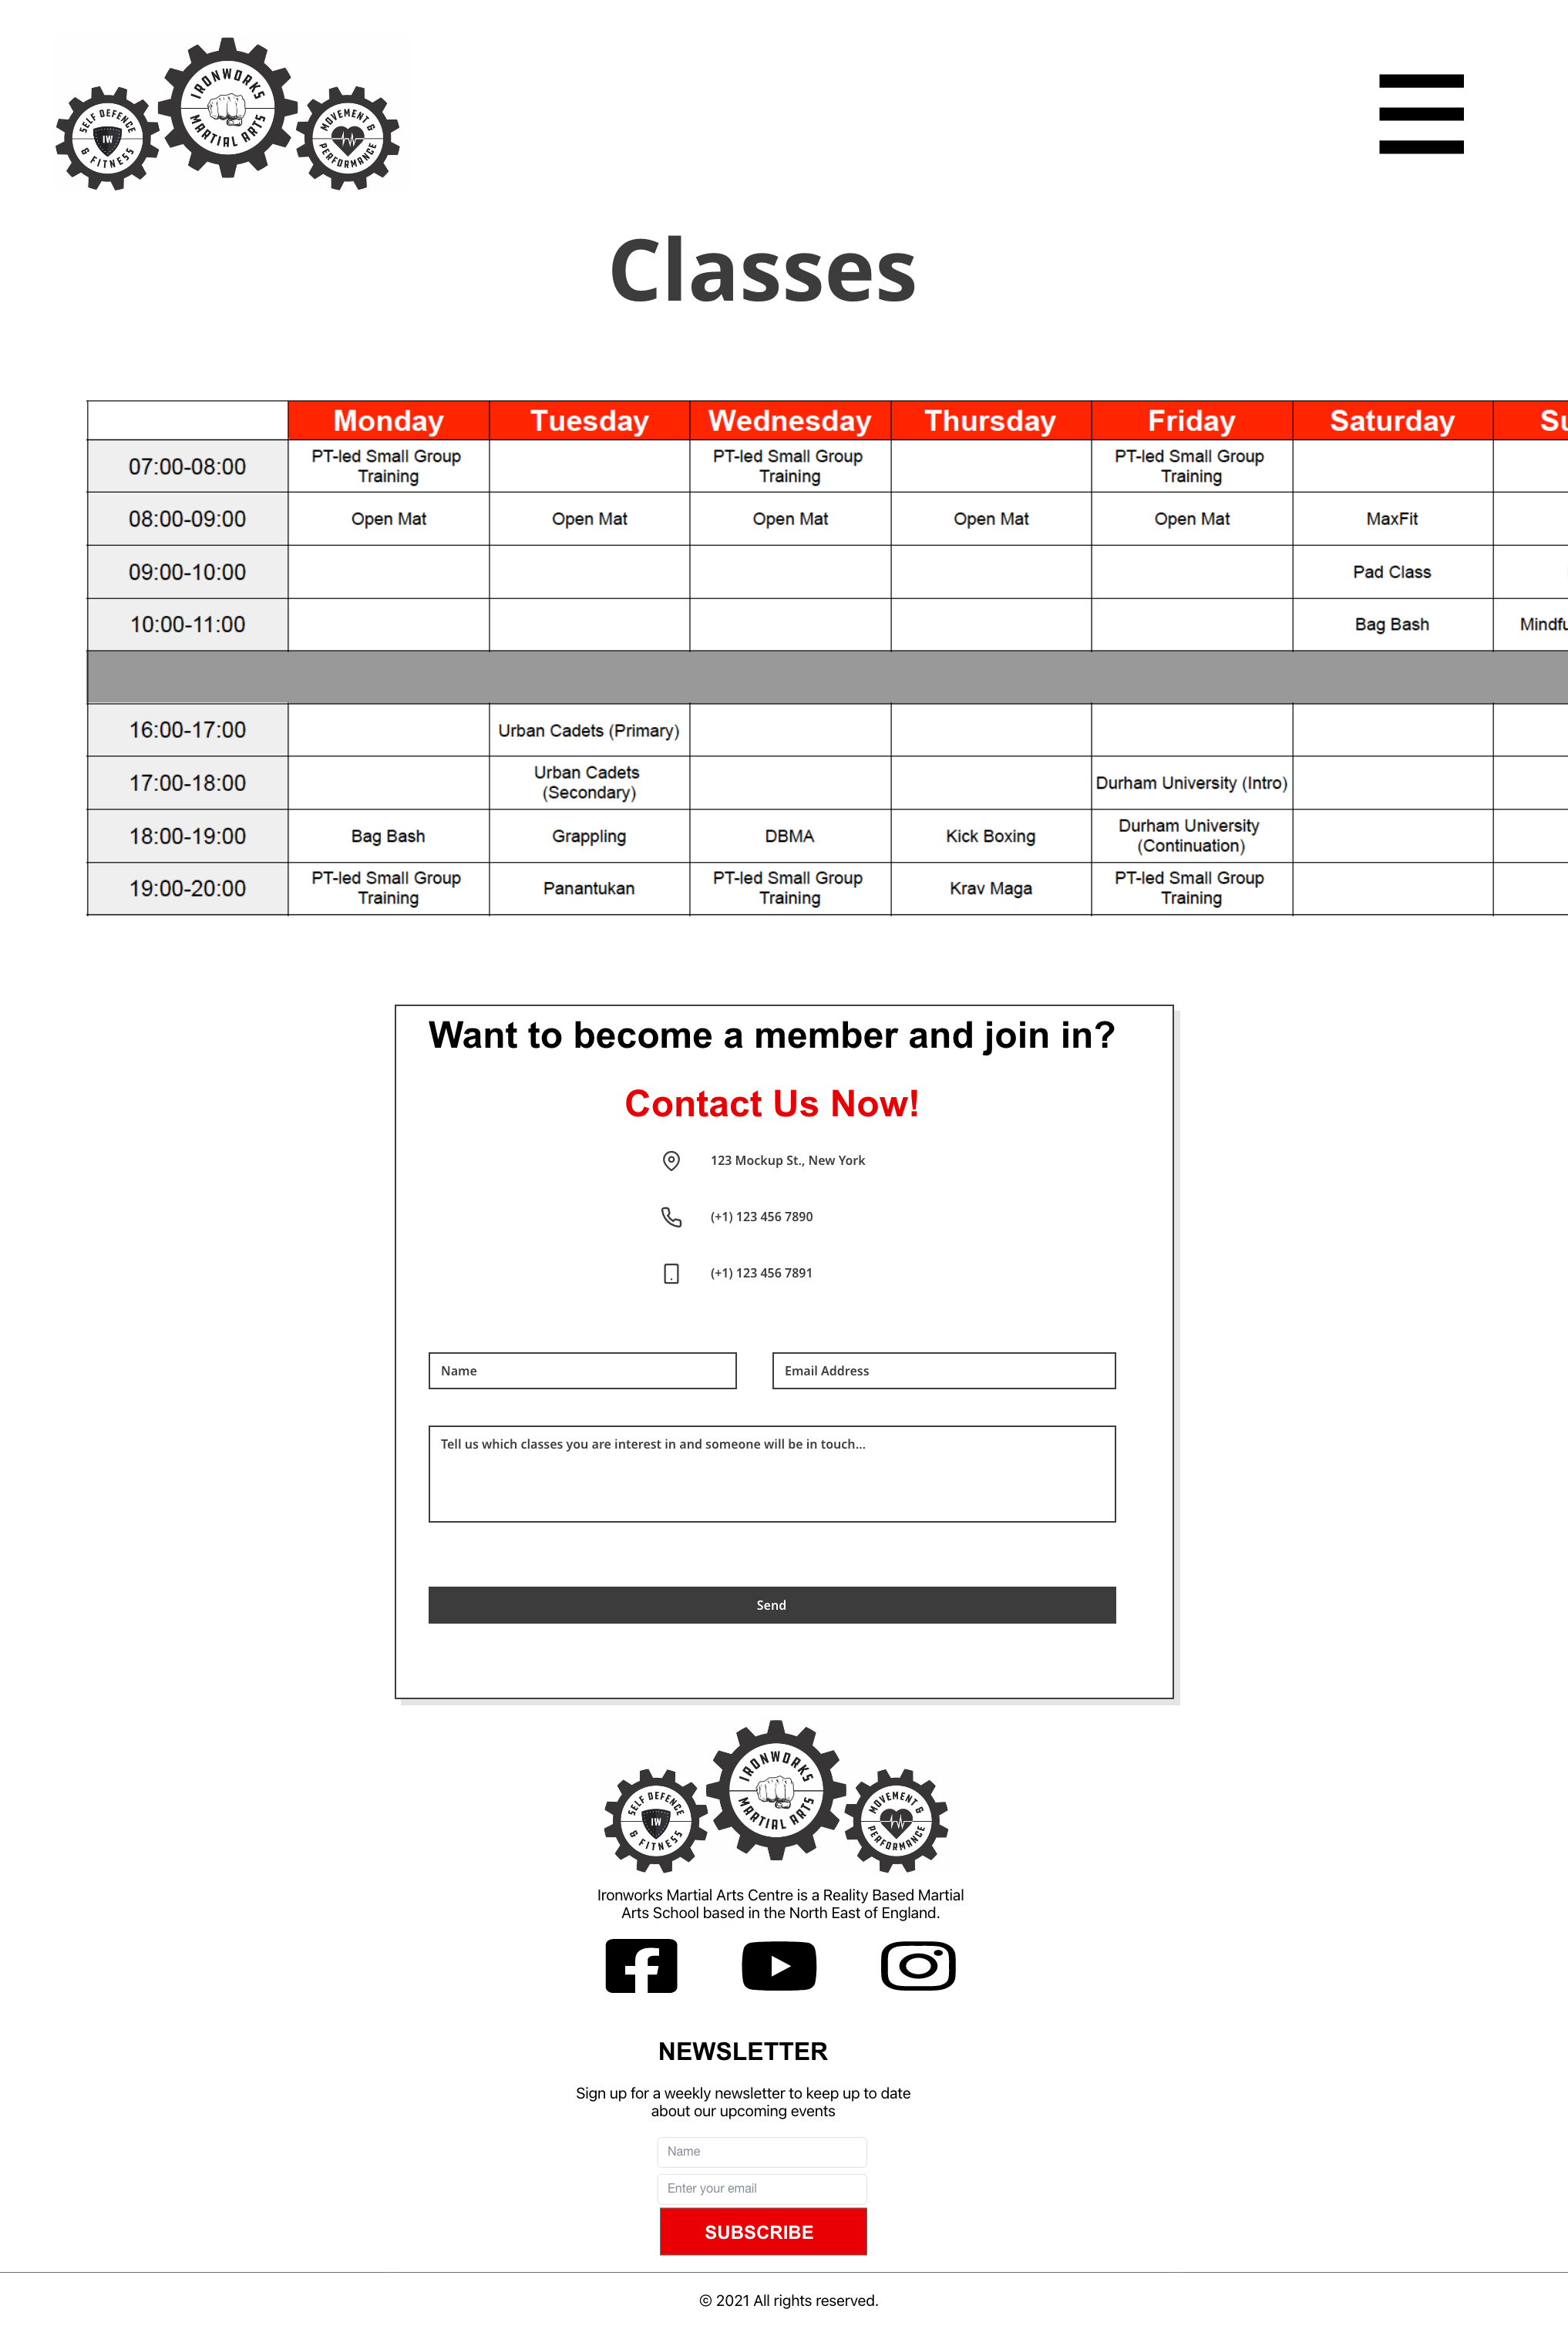 IRONWORKS
MARTIAL ARTS
SELF DEFENCE
& FITNESS
IW
MOVEMENT &
PERFORMANCE
Classes
Monday Tuesday Wednesday Thursday Friday Saturday Su
07:00-08:00 PT-led Small Group Training PT-led Small Group Training PT-led Small Group Training
08:00-09:00 Open Mat Open Mat Open Mat Open Mat Open Mat MaxFit
09:00-10:00 Pad Class
10:00-11:00 Bag Bash Mindfu
16:00-17:00 Urban Cadets (Primary)
17:00-18:00 Urban Cadets (Secondary) Durham University (Intro)
18:00-19:00 Bag Bash Grappling DBMA Kick Boxing Durham University (Continuation)
19:00-20:00 PT-led Small Group Training Panantukan PT-led Small Group Training Krav Maga PT-led Small Group Training
Want to become a member and join in?
Contact Us Now!
123 Mockup St., New York
(+1) 123 456 7890
(+1) 123 456 7891
Name Email Address
Tell us which classes you are interest in and someone will be in touch...
Send
IRONWORKS
MARTIAL ARTS
SELF DEFENCE
& FITNESS
IW
MOVEMENT &
PERFORMANCE
Ironworks Martial Arts Centre is a Reality Based Martial
Arts School based in the North East of England.
NEWSLETTER
Sign up for a weekly newsletter to keep up to date
about our upcoming events
Name
Enter your email
SUBSCRIBE
© 2021 All rights reserved.